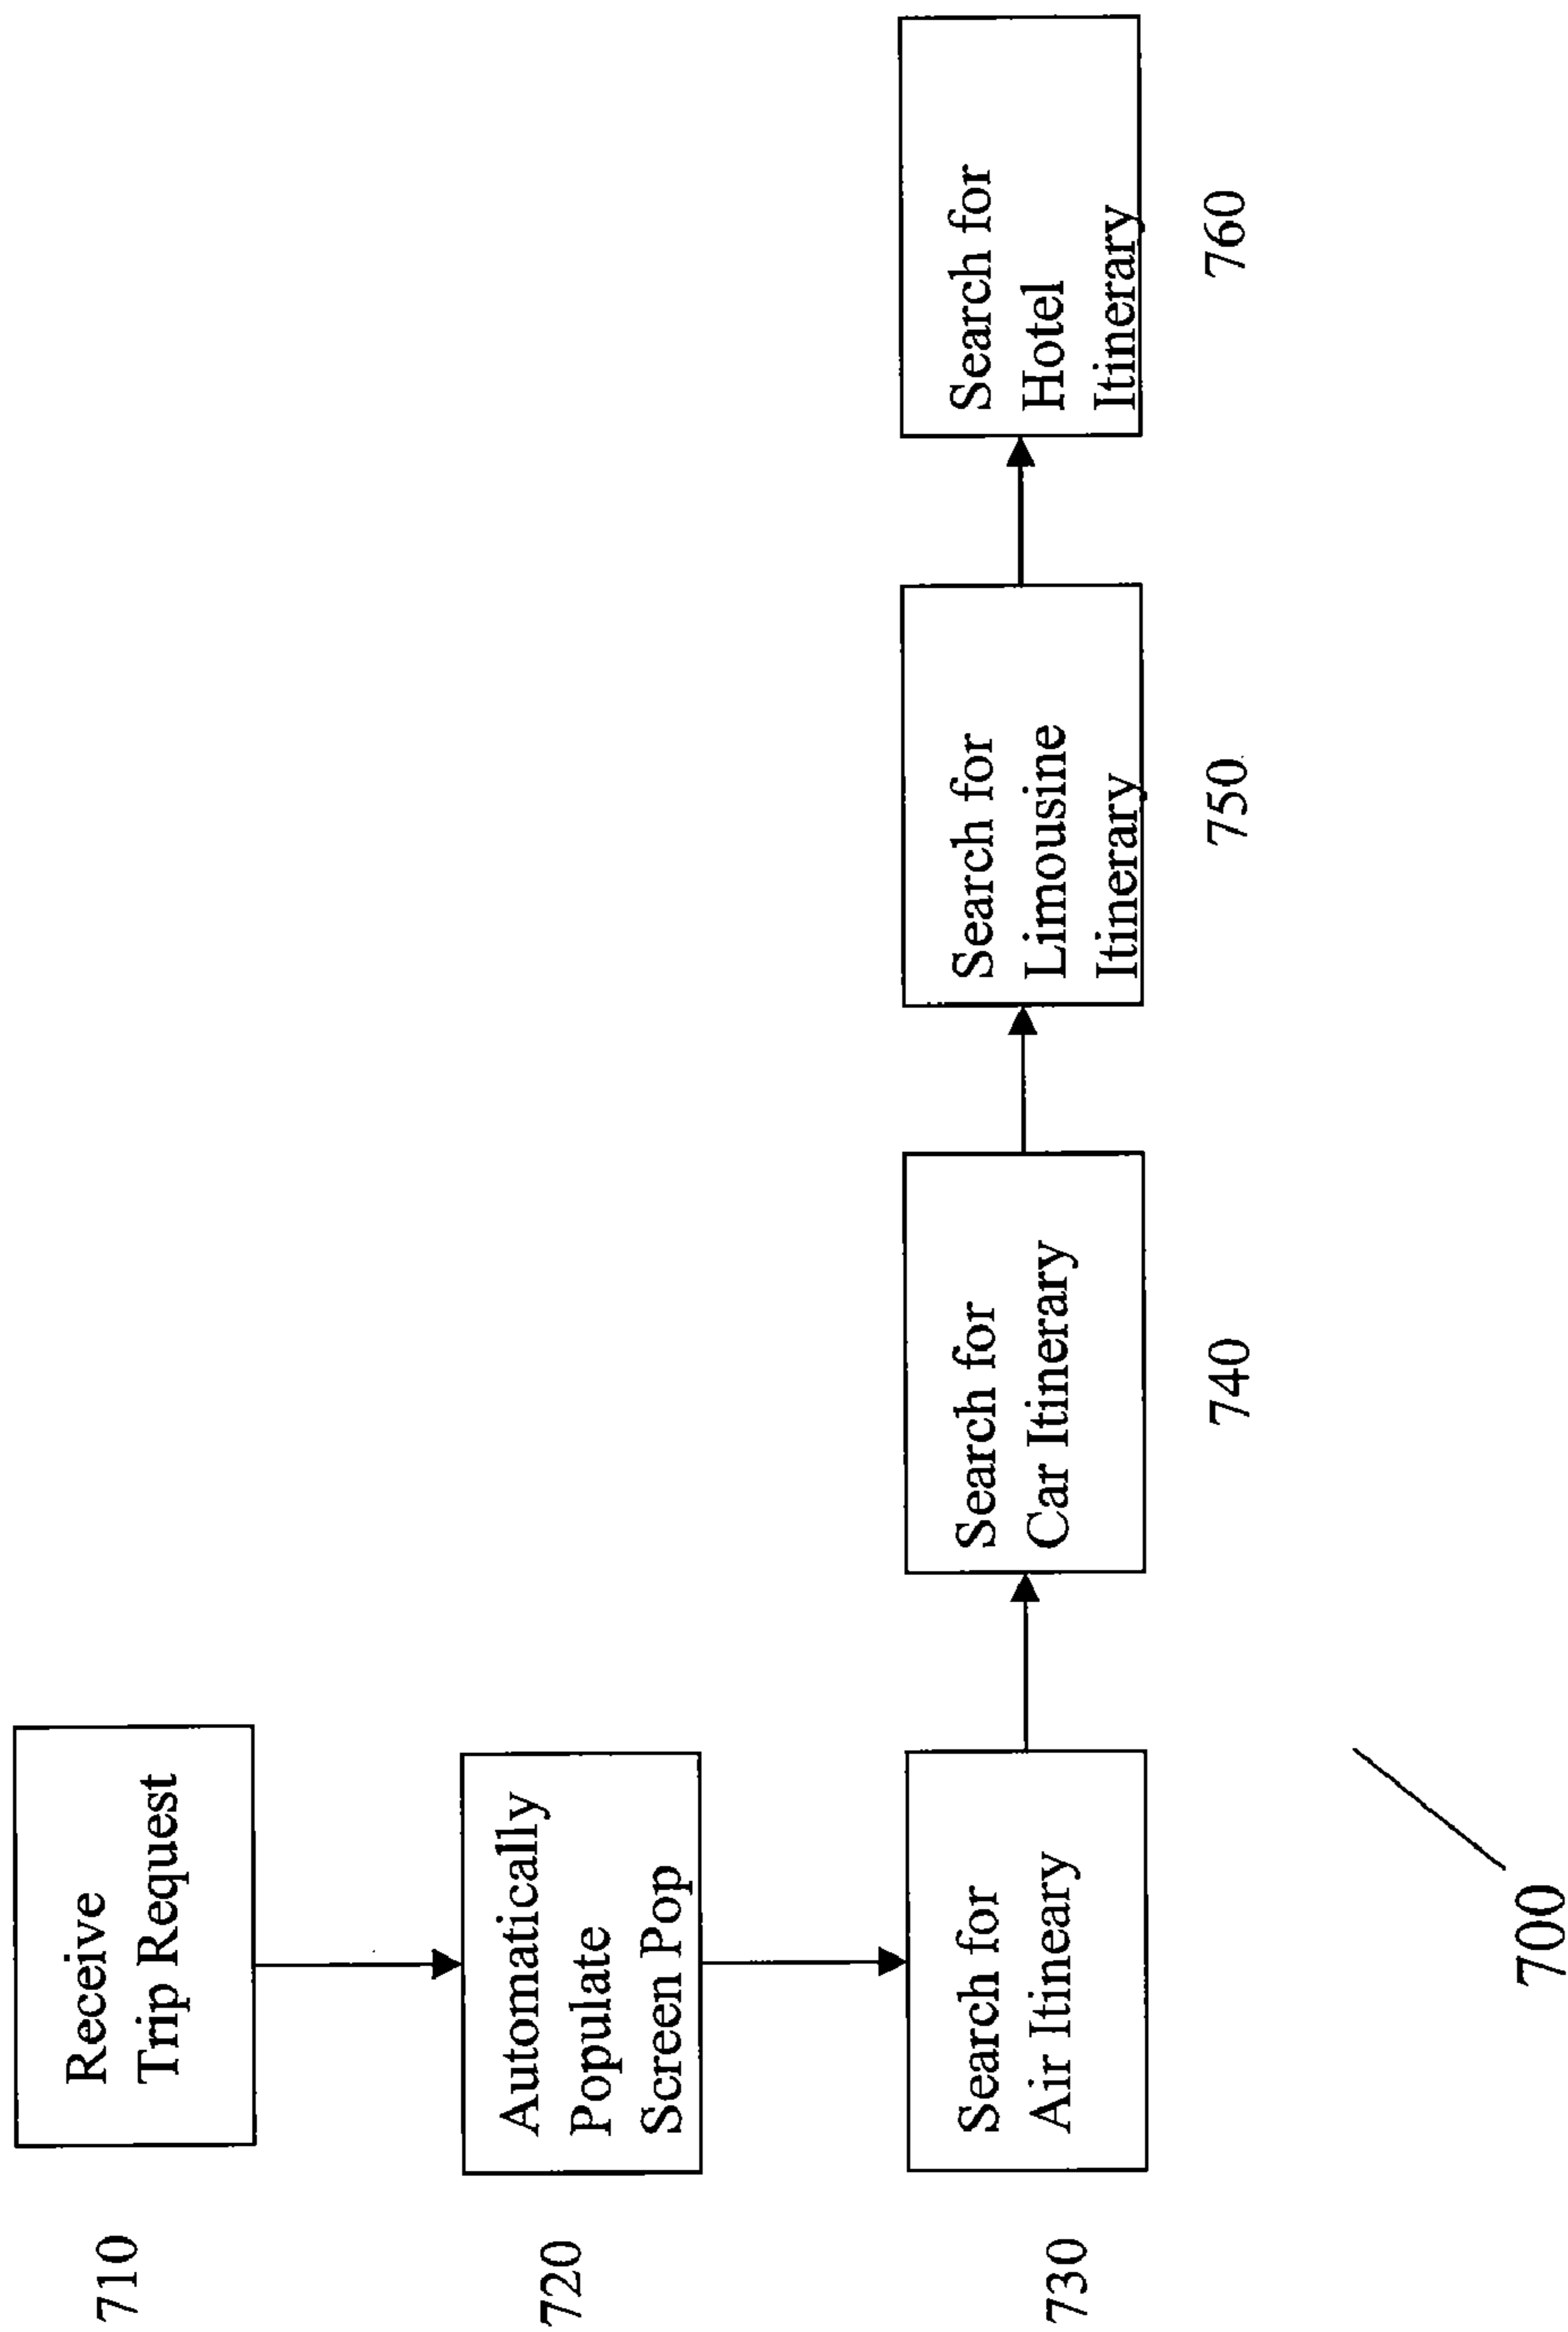 710
Receive
Trip Request
720
Automatically
Populate
Screen Pop
730
Search for
Air Itineary
Search for
Car Itinerary
740
Search for
Limousine
Itinerary
750
Search for
Hotel
Itinerary
760
700